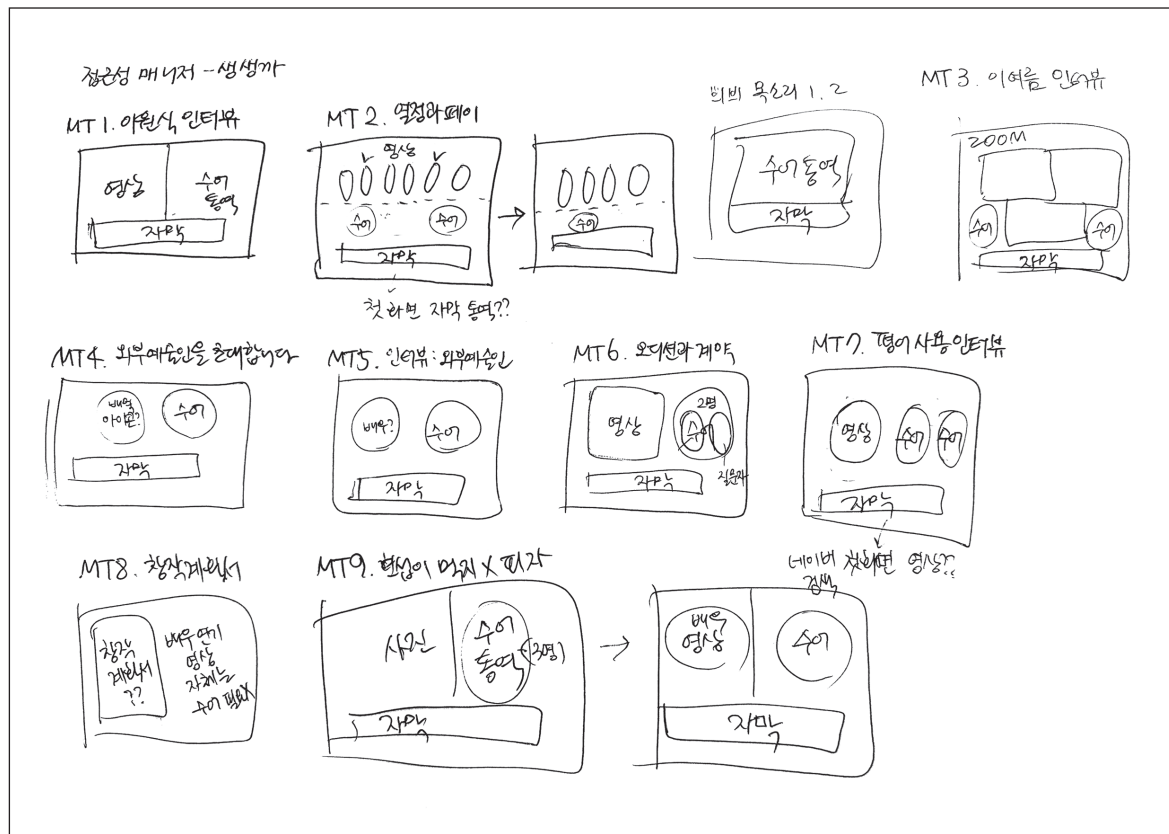 접근성 매니저 - 생생까
MT 1. 이원식 인터뷰
영상
수어
통역
자막
MT 2. 열정과 페이
영상
수어
수어
자막
첫 화면 자막 통역??
수어
목소리 1, 2
수어 통역
자막
MT 3. 이여름 인터뷰
ZOOM
수어
수어
자막
MT4. 외부예술인을 초대합니다
배역
아이콘?
수어
자막
MT5. 인터뷰 : 외부예술인
배우?
수어
자막
MT6. 오디션과 계약
영상
2명
수어
질문자
자막
MT7. 평어 사용 인터뷰
영상
수어
수어
자막
네이버 첫화면 영상??
검색
MT8. 창작계획서
창작
계획서
??
배우 연기
영상
자체는
수어 필요X
MT9. 현섭이 먹지 X 피자
사진
수어
통역
자막
배우
영상
수어
자막